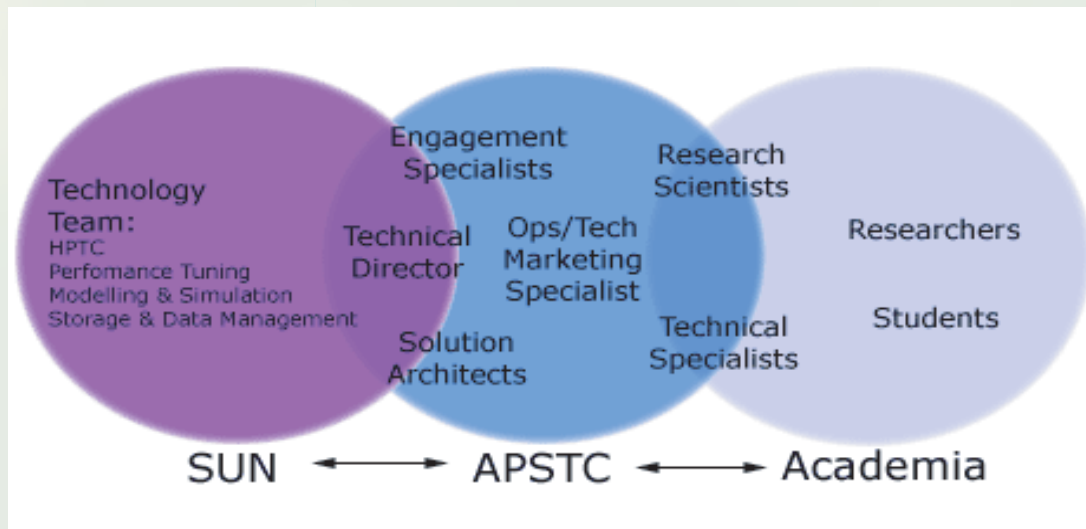 Technology
Team:
HPTC
Perfomance Tuning
Modelling & Simulation
Storage & Data Management
Engagement
Specialists
Technical
Director
Solution
Architects
Ops/Tech
Marketing
Specialist
Research
Scientists
Technical
Specialists
Researchers
Students
SUN
APSTC
Academia